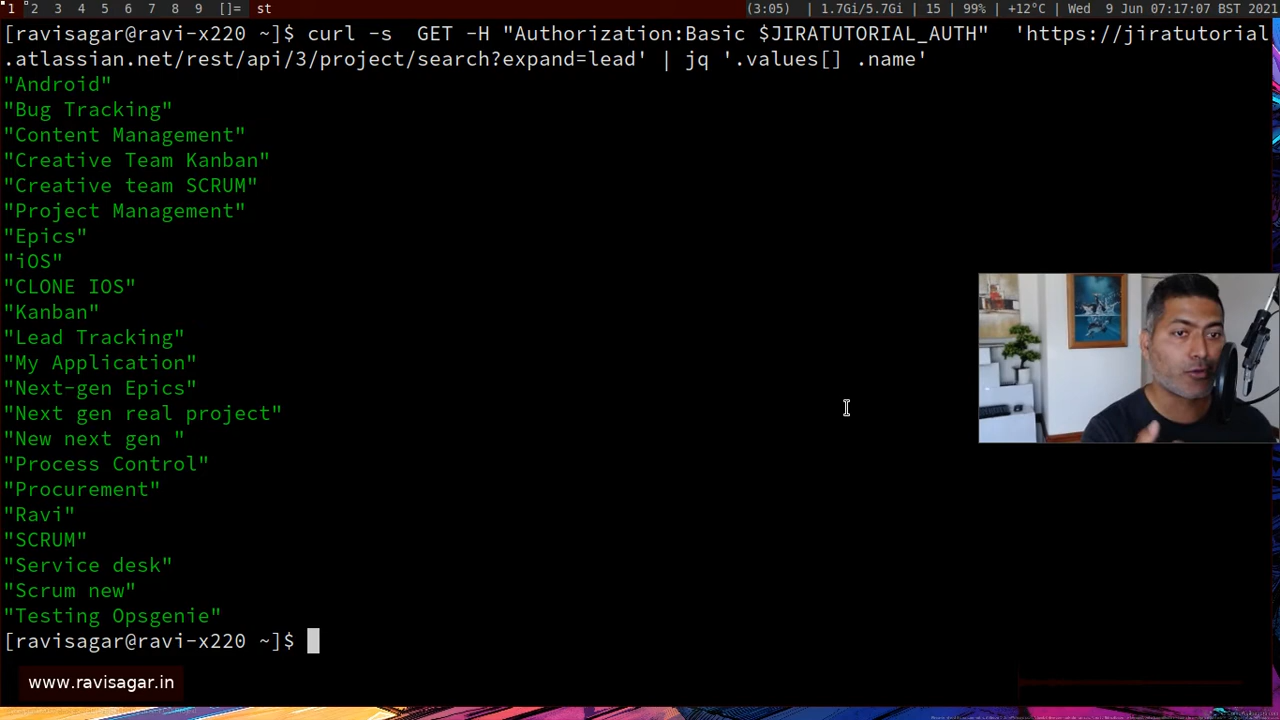 1 2 3 4 5 6 7 8 9 []= st (3:05) | 1.7Gi/5.7Gi | 15 | 99% | +12°C | Wed 9 Jun 07:17:07 BST 2021
[ravisagar@ravi-x220 ~]$ curl -s  GET -H "Authorization:Basic $JIRATUTORIAL_AUTH"  'https://jiratutorial
.atlassian.net/rest/api/3/project/search?expand=lead' | jq '.values[] .name'
"Android"
"Bug Tracking"
"Content Management"
"Creative Team Kanban"
"Creative team SCRUM"
"Project Management"
"Epics"
"iOS"
"CLONE IOS"
"Kanban"
"Lead Tracking"
"My Application"
"Next-gen Epics"
"Next gen real project"
"New next gen "
"Process Control"
"Procurement"
"Ravi"
"SCRUM"
"Service desk"
"Scrum new"
"Testing Opsgenie"
[ravisagar@ravi-x220 ~]$
www.ravisagar.in